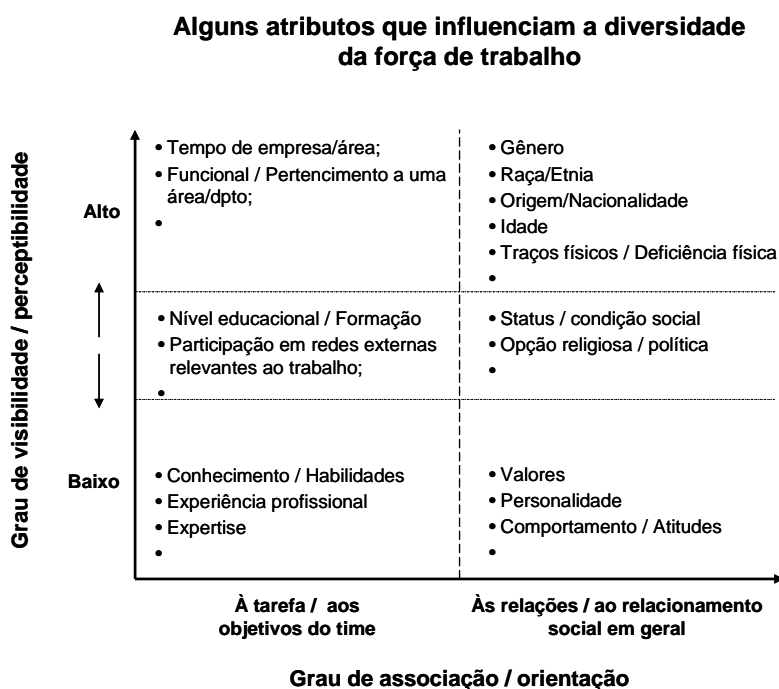 Alguns atributos que influenciam a diversidade
da força de trabalho
Grau de visibilidade / perceptibilidade
Alto
• Tempo de empresa/área;
• Funcional / Pertencimento a uma
área/dpto;
•
• Gênero
• Raça/Etnia
• Origem/Nacionalidade
• Idade
• Traços físicos / Deficiência física
•
• Nível educacional / Formação
• Participação em redes externas
relevantes ao trabalho;
•
• Status / condição social
• Opção religiosa / política
•
Baixo
• Conhecimento / Habilidades
• Experiência profissional
• Expertise
•
• Valores
• Personalidade
• Comportamento / Atitudes
•
À tarefa / aos
objetivos do time
Às relações / ao relacionamento
social em geral
Grau de associação / orientação